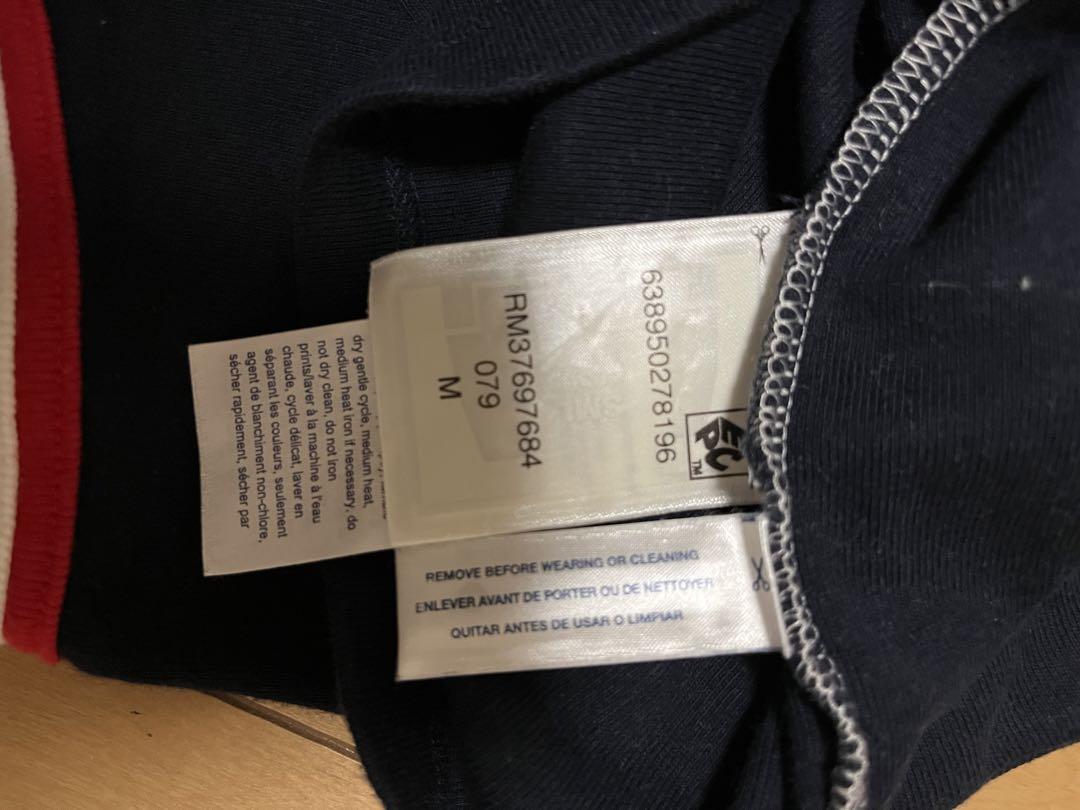 638950278196
RM37697684
079
M
EPC
TM
dry gentle cycle, medium heat,
medium heat iron if necessary, do
not dry clean, do not iron
prints/laver à la machine à l'eau
chaude, cycle délicat, laver en
séparant les couleurs, seulement
agent de blanchiment non-chlore,
sécher rapidement, sécher par
REMOVE BEFORE WEARING OR CLEANING
ENLEVER AVANT DE PORTER OU DE NETTOYER
QUITAR ANTES DE USAR O LIMPIAR